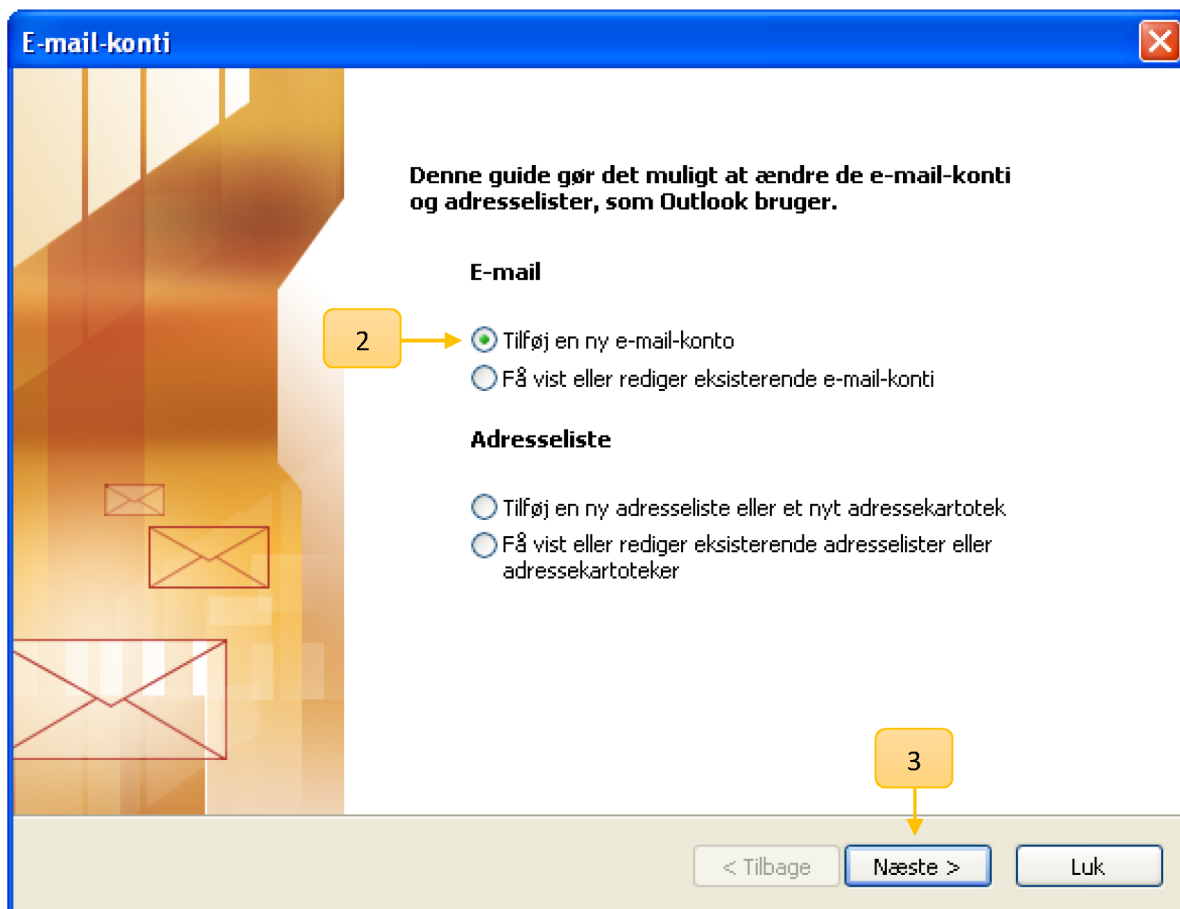 E-mail-konti
Denne guide gør det muligt at ændre de e-mail-konti
og adresselister, som Outlook bruger.
E-mail
2
Tilføj en ny e-mail-konto
Få vist eller rediger eksisterende e-mail-konti
Adresseliste
Tilføj en ny adresseliste eller et nyt adressekartotek
Få vist eller rediger eksisterende adresselister eller
adressekartoteker
3
< Tilbage
Næste >
Luk